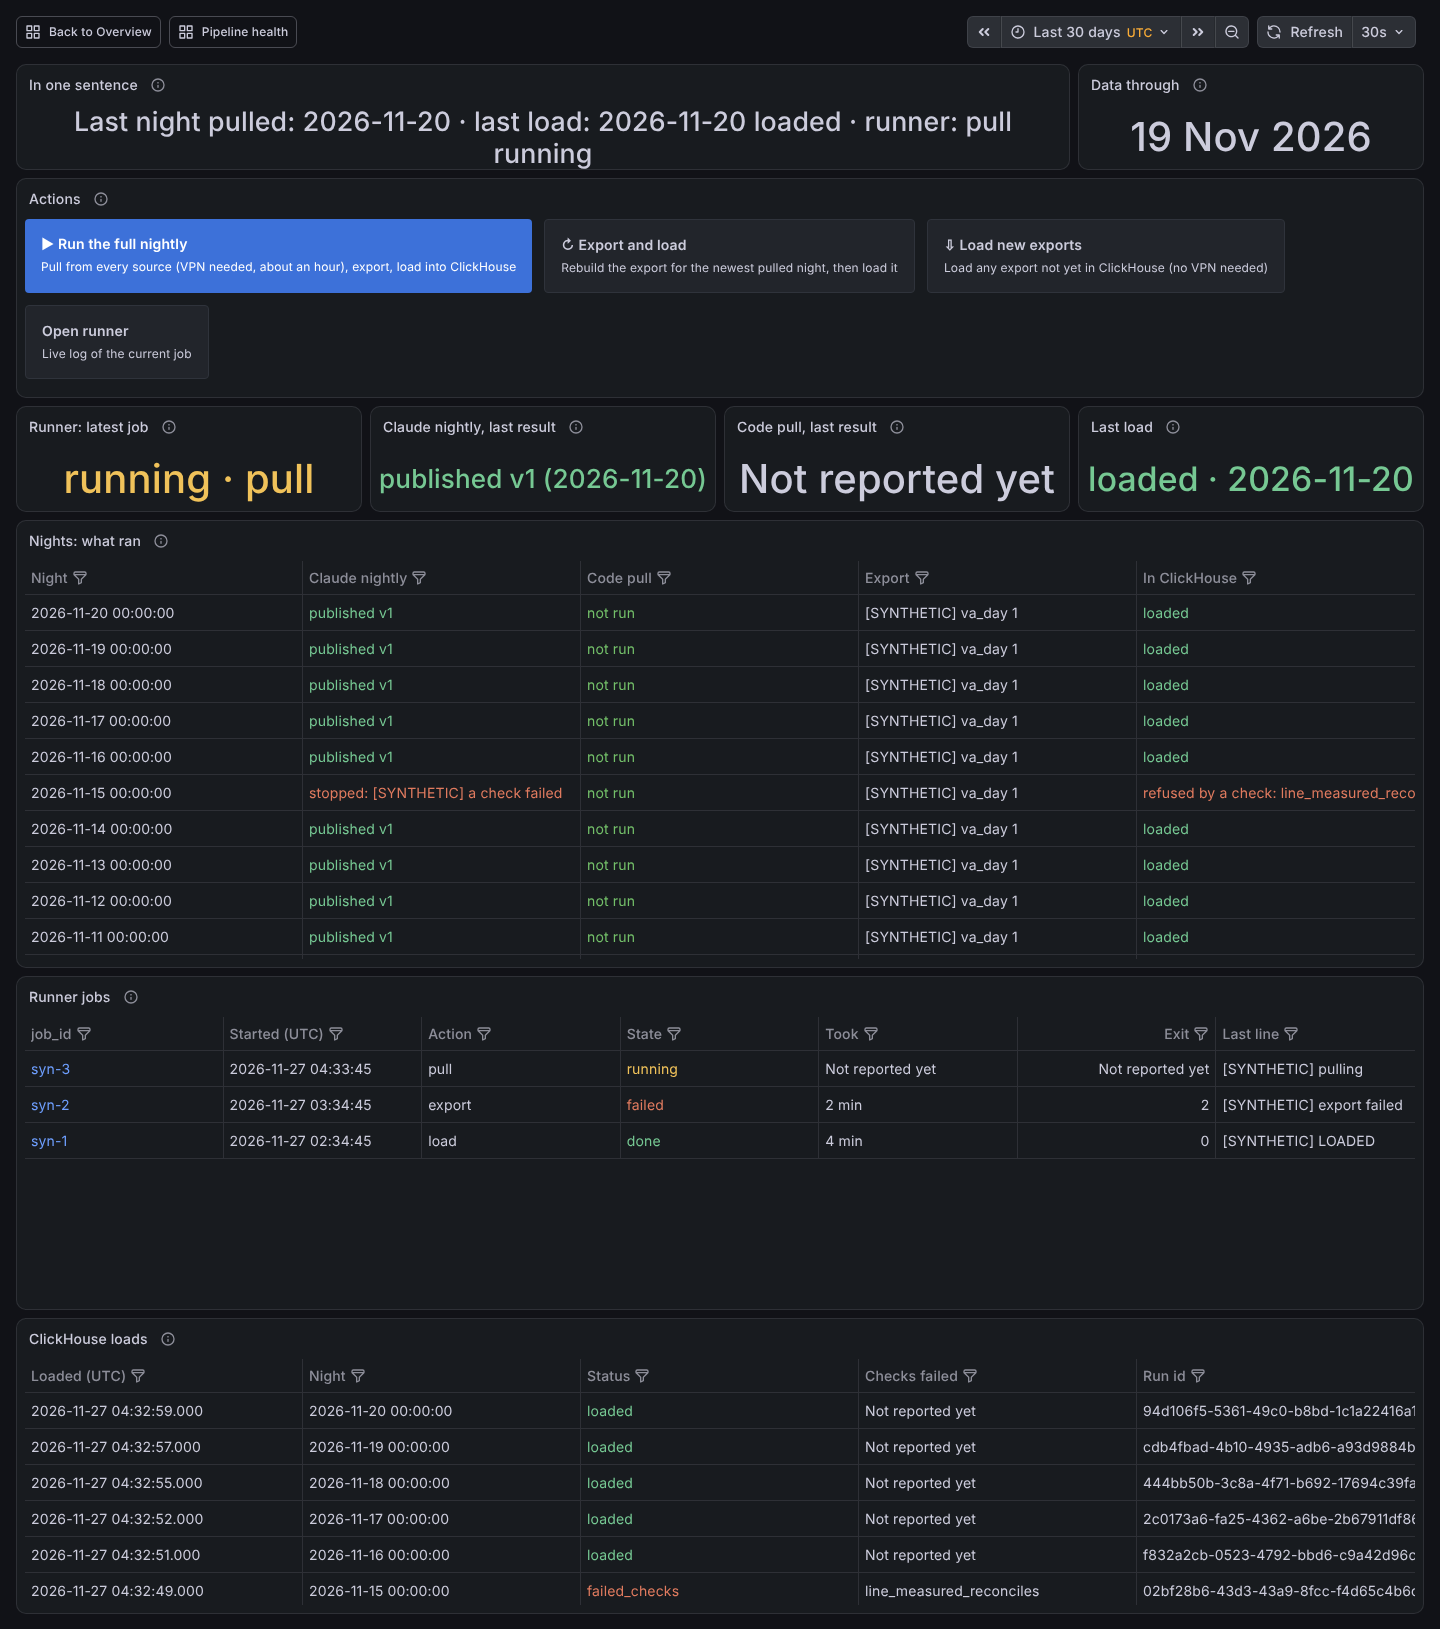 Back to Overview
Pipeline health
Last 30 days UTC
Refresh
30s
In one sentence
Last night pulled: 2026-11-20 · last load: 2026-11-20 loaded · runner: pull
running
Data through
19 Nov 2026
Actions
▶ Run the full nightly
Pull from every source (VPN needed, about an hour), export, load into ClickHouse
↻ Export and load
Rebuild the export for the newest pulled night, then load it
⇩ Load new exports
Load any export not yet in ClickHouse (no VPN needed)
Open runner
Live log of the current job
Runner: latest job
running · pull
Claude nightly, last result
published v1 (2026-11-20)
Code pull, last result
Not reported yet
Last load
loaded · 2026-11-20
Nights: what ran
Night Claude nightly Code pull Export In ClickHouse
2026-11-20 00:00:00 published v1 not run [SYNTHETIC] va_day 1 loaded
2026-11-19 00:00:00 published v1 not run [SYNTHETIC] va_day 1 loaded
2026-11-18 00:00:00 published v1 not run [SYNTHETIC] va_day 1 loaded
2026-11-17 00:00:00 published v1 not run [SYNTHETIC] va_day 1 loaded
2026-11-16 00:00:00 published v1 not run [SYNTHETIC] va_day 1 loaded
2026-11-15 00:00:00 stopped: [SYNTHETIC] a check failed not run [SYNTHETIC] va_day 1 refused by a check: line_measured_reco
2026-11-14 00:00:00 published v1 not run [SYNTHETIC] va_day 1 loaded
2026-11-13 00:00:00 published v1 not run [SYNTHETIC] va_day 1 loaded
2026-11-12 00:00:00 published v1 not run [SYNTHETIC] va_day 1 loaded
2026-11-11 00:00:00 published v1 not run [SYNTHETIC] va_day 1 loaded
Runner jobs
job_id Started (UTC) Action State Took Exit Last line
syn-3 2026-11-27 04:33:45 pull running Not reported yet Not reported yet [SYNTHETIC] pulling
syn-2 2026-11-27 03:34:45 export failed 2 min 2 [SYNTHETIC] export failed
syn-1 2026-11-27 02:34:45 load done 4 min 0 [SYNTHETIC] LOADED
ClickHouse loads
Loaded (UTC) Night Status Checks failed Run id
2026-11-27 04:32:59.000 2026-11-20 00:00:00 loaded Not reported yet 94d106f5-5361-49c0-b8bd-1c1a22416a1
2026-11-27 04:32:57.000 2026-11-19 00:00:00 loaded Not reported yet cdb4fbad-4b10-4935-adb6-a93d9884b
2026-11-27 04:32:55.000 2026-11-18 00:00:00 loaded Not reported yet 444bb50b-3c8a-4f71-b692-17694c39fa
2026-11-27 04:32:52.000 2026-11-17 00:00:00 loaded Not reported yet 2c0173a6-fa25-4362-a6be-2b67911df86
2026-11-27 04:32:51.000 2026-11-16 00:00:00 loaded Not reported yet f832a2cb-0523-4792-bbd6-c9a42d96c
2026-11-27 04:32:49.000 2026-11-15 00:00:00 failed_checks line_measured_reconciles 02bf28b6-43d3-43a9-8fcc-f4d65c4b6c